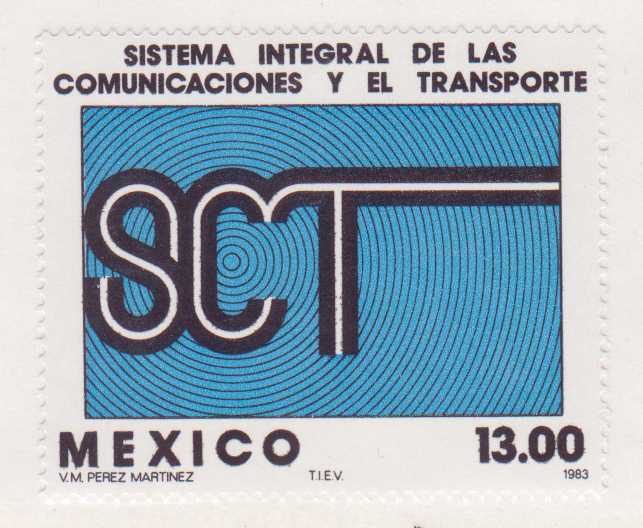 SISTEMA INTEGRAL DE LAS
COMUNICACIONES Y EL TRANSPORTE
SCT
MEXICO 13.00
V.M. PEREZ MARTINEZ T.I.E.V. 1983